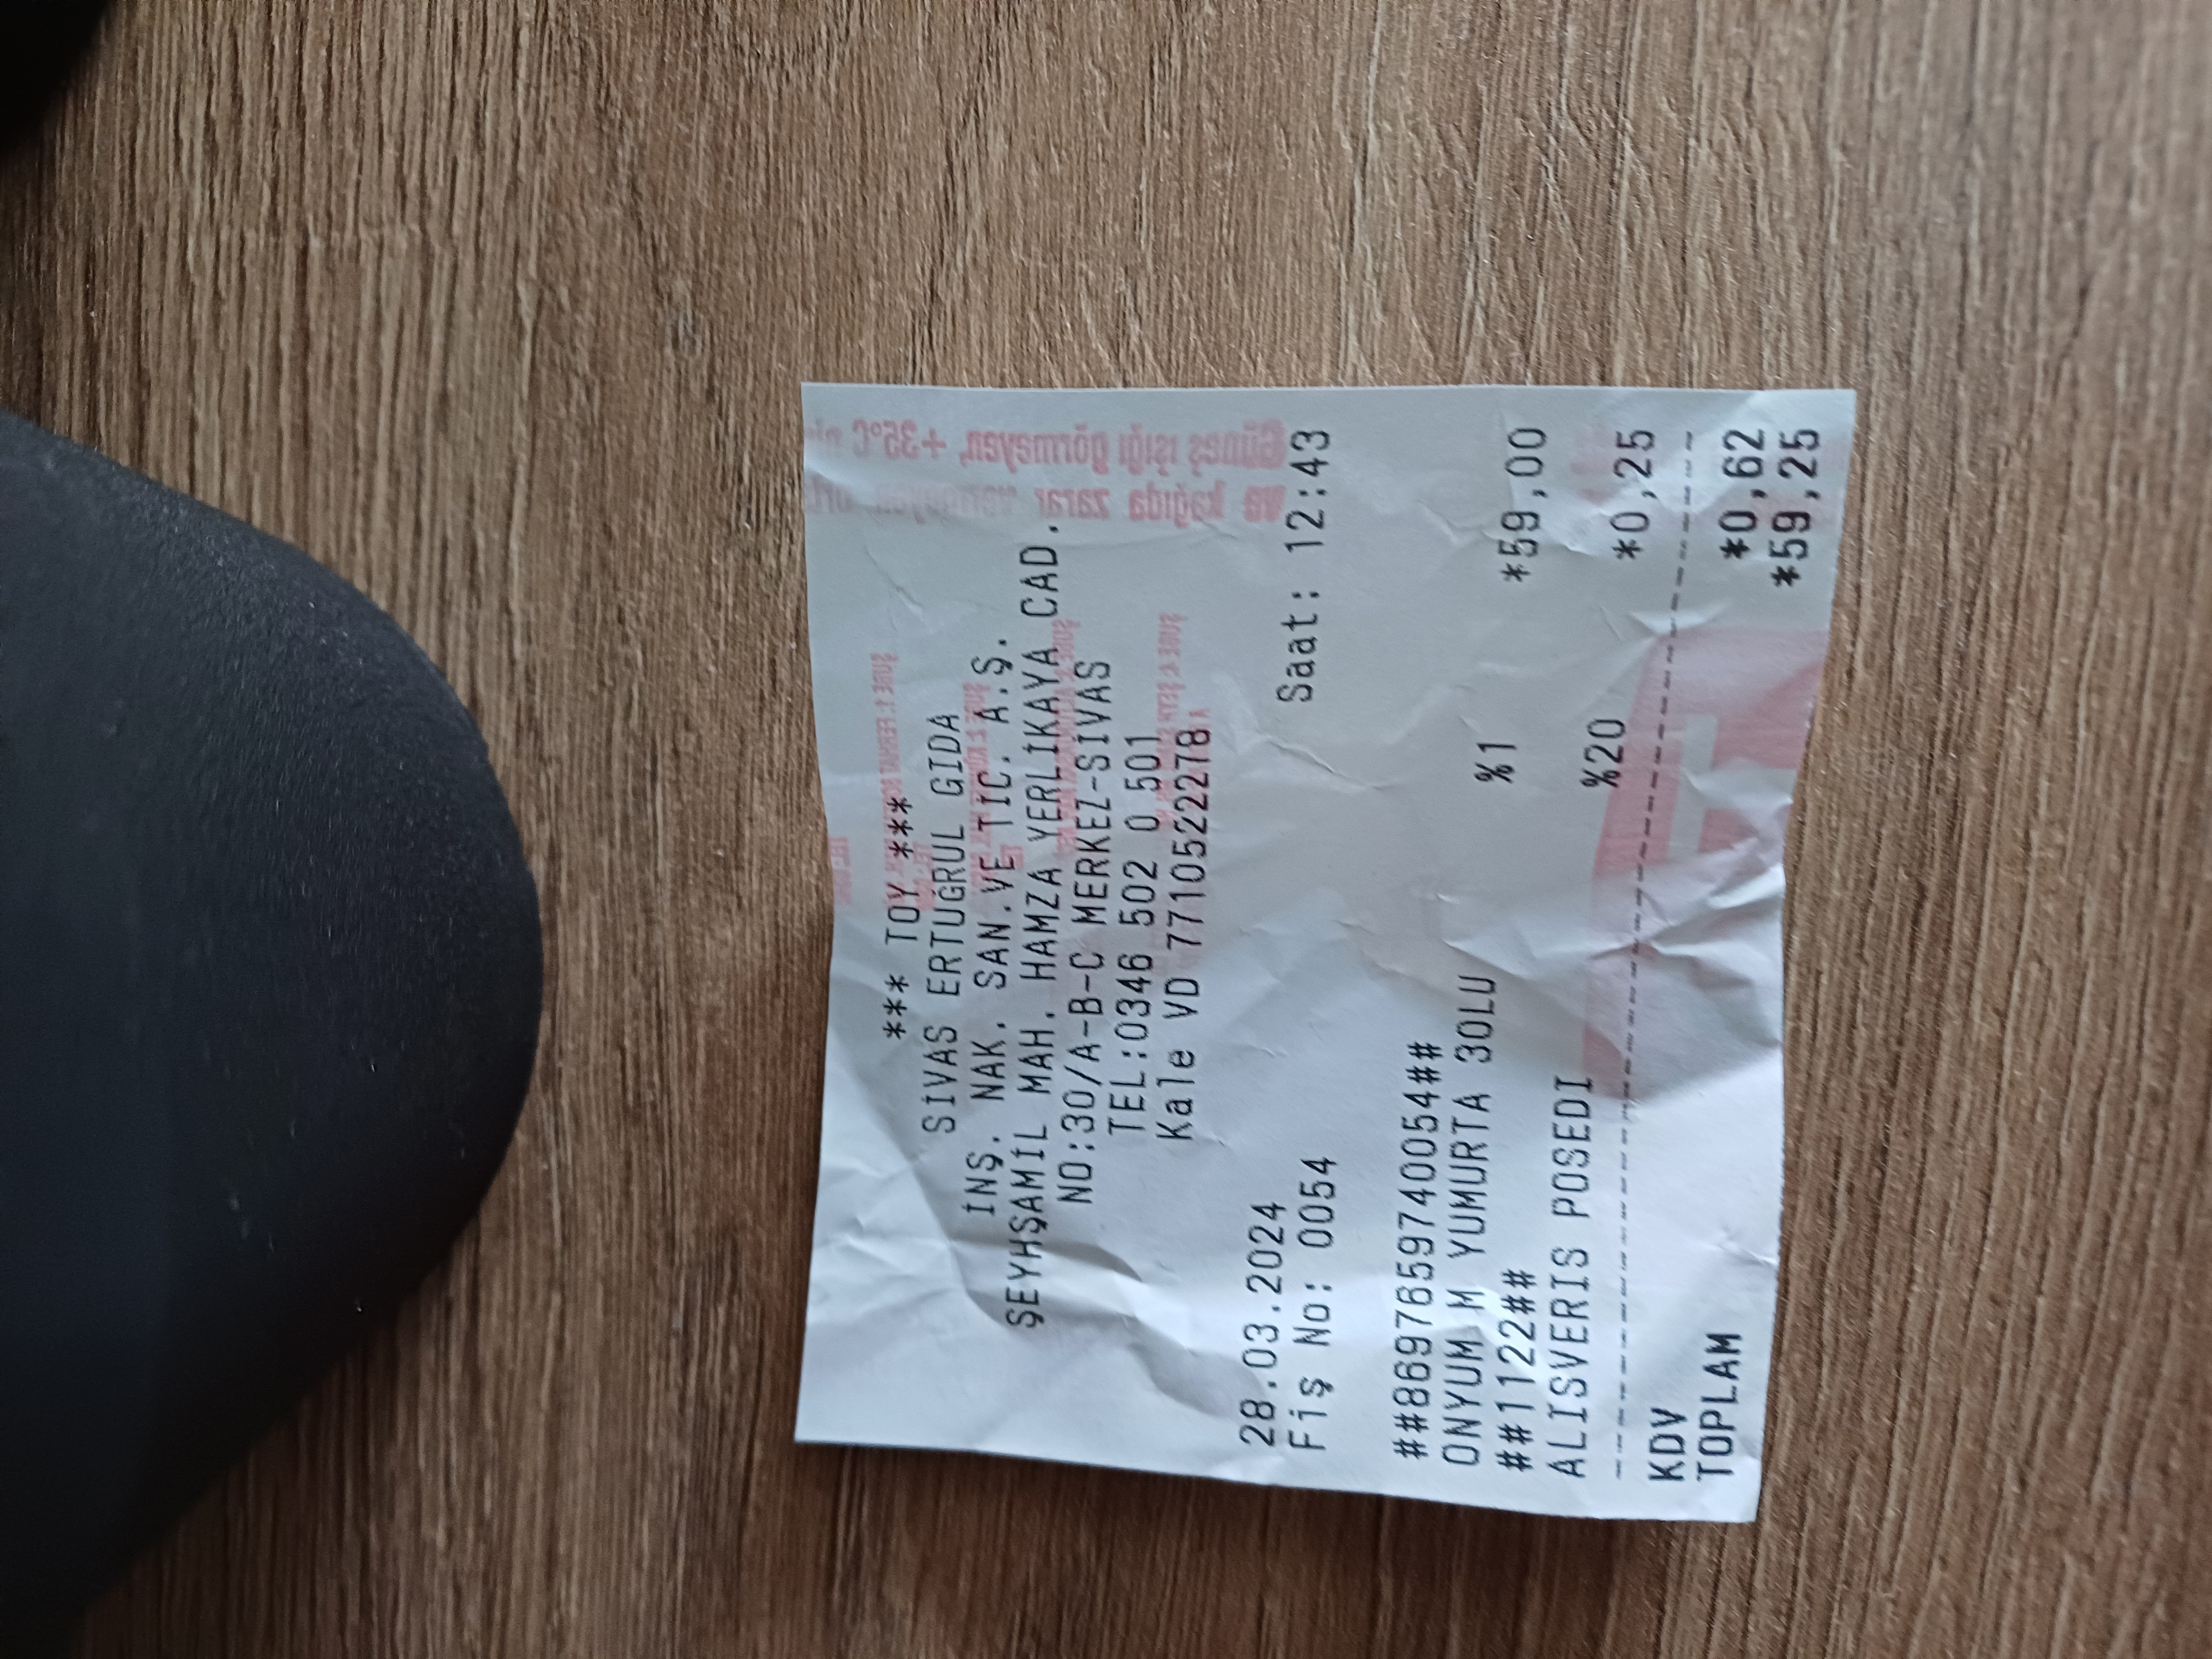 *** TOY ***
SİVAS ERTUĞRUL GIDA
İNŞ. NAK. SAN.VE TİC. A.Ş.
ŞEYHŞAMİL MAH. HAMZA YERLİKAYA CAD.
NO:30/A-B-C MERKEZ-SİVAS
TEL:0346 502 0 501
Kale VD 7710522278
28.03.2024
Fiş No: 0054 Saat: 12:43
##8697659740054##
ONYUM M YUMURTA 30LU %1 *59,00
##1122##
ALISVERIS POSEDI %20 *0,25
KDV *0,62
TOPLAM *59,25